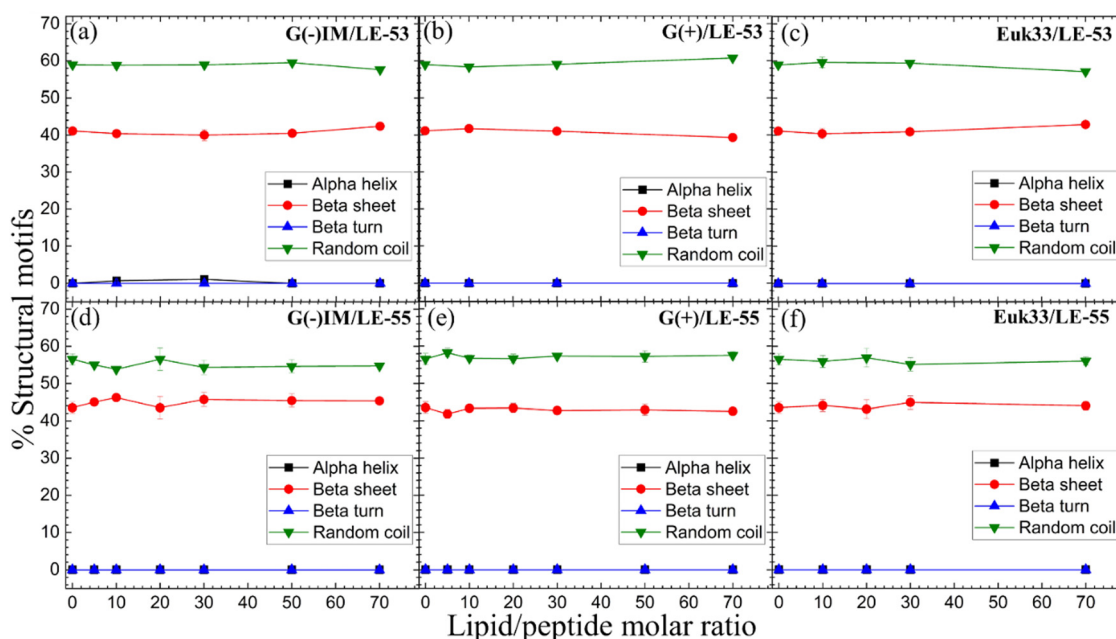 (a) G(-)IM/LE-53
(b) G(+)/LE-53
(c) Euk33/LE-53
70
60
50
40
30
20
10
0
Alpha helix
Beta sheet
Beta turn
Random coil
Alpha helix
Beta sheet
Beta turn
Random coil
Alpha helix
Beta sheet
Beta turn
Random coil
% Structural motifs
(d) G(-)IM/LE-55
(e) G(+)/LE-55
(f) Euk33/LE-55
70
60
50
40
30
20
10
0
Alpha helix
Beta sheet
Beta turn
Random coil
Alpha helix
Beta sheet
Beta turn
Random coil
Alpha helix
Beta sheet
Beta turn
Random coil
0 10 20 30 40 50 60 70
0 10 20 30 40 50 60 70
0 10 20 30 40 50 60 70
Lipid/peptide molar ratio